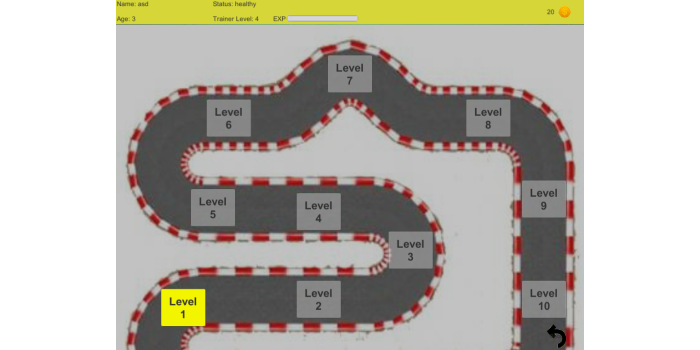 Name: asd
Status: healthy
20
Age: 3
Trainer Level: 4
EXP
Level
7
Level
6
Level
8
Level
9
Level
5
Level
4
Level
3
Level
2
Level
10
Level
1